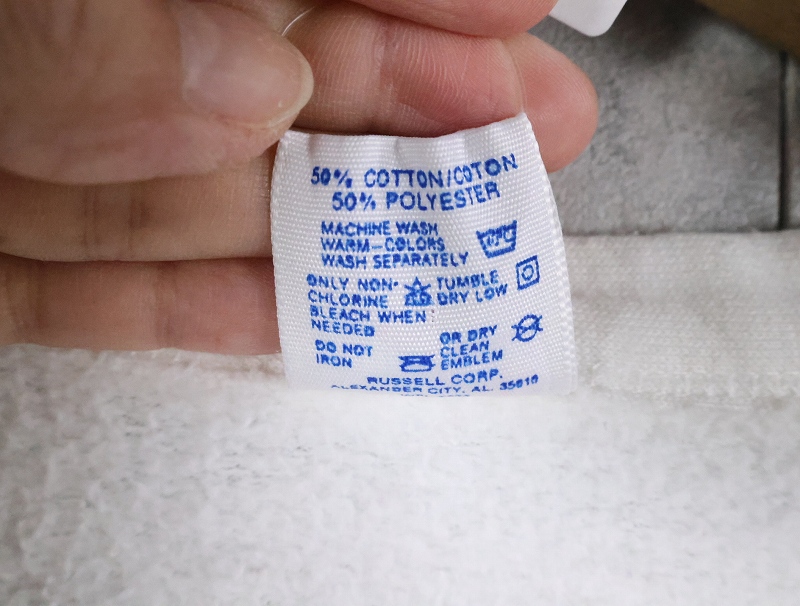 50% COTTON/COTON
50% POLYESTER
MACHINE WASH
WARM-COLORS
WASH SEPARATELY
ONLY NON-
CHLORINE
BLEACH WHEN
NEEDED
TUMBLE
DRY LOW
DO NOT
IRON
OR DRY
CLEAN
EMBLEM
RUSSELL CORP.
ALEXANDER CITY, AL. 35010